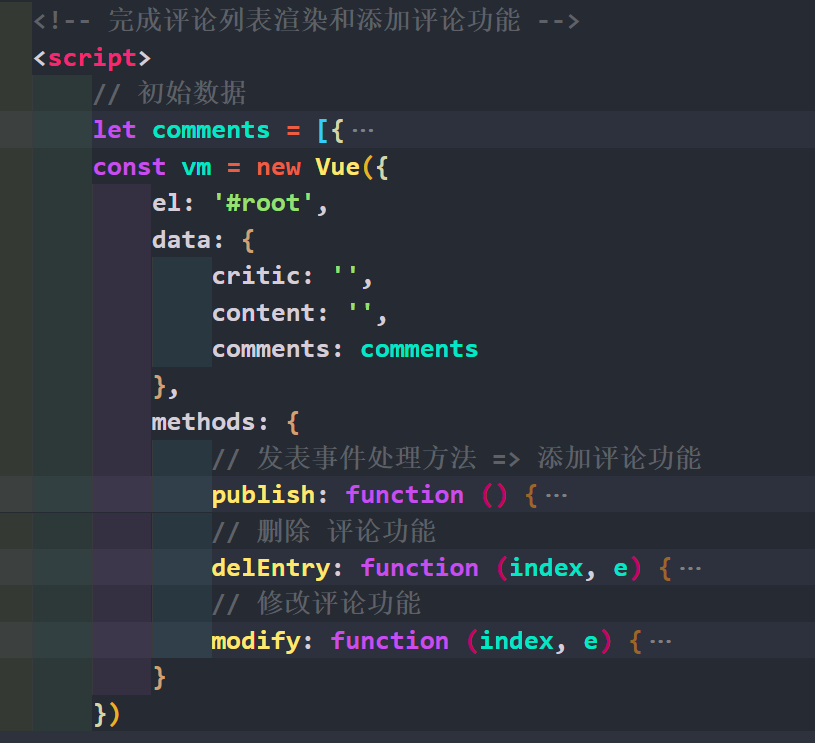 <!-- 完成评论列表渲染和添加评论功能 -->
<script>
// 初始数据
let comments = [{ ···
const vm = new Vue({
el: '#root',
data: {
critic: '',
content: '',
comments: comments
},
methods: {
// 发表事件处理方法 => 添加评论功能
publish: function () { ···
// 删除 评论功能
delEntry: function (index, e) { ···
// 修改评论功能
modify: function (index, e) { ···
}
})